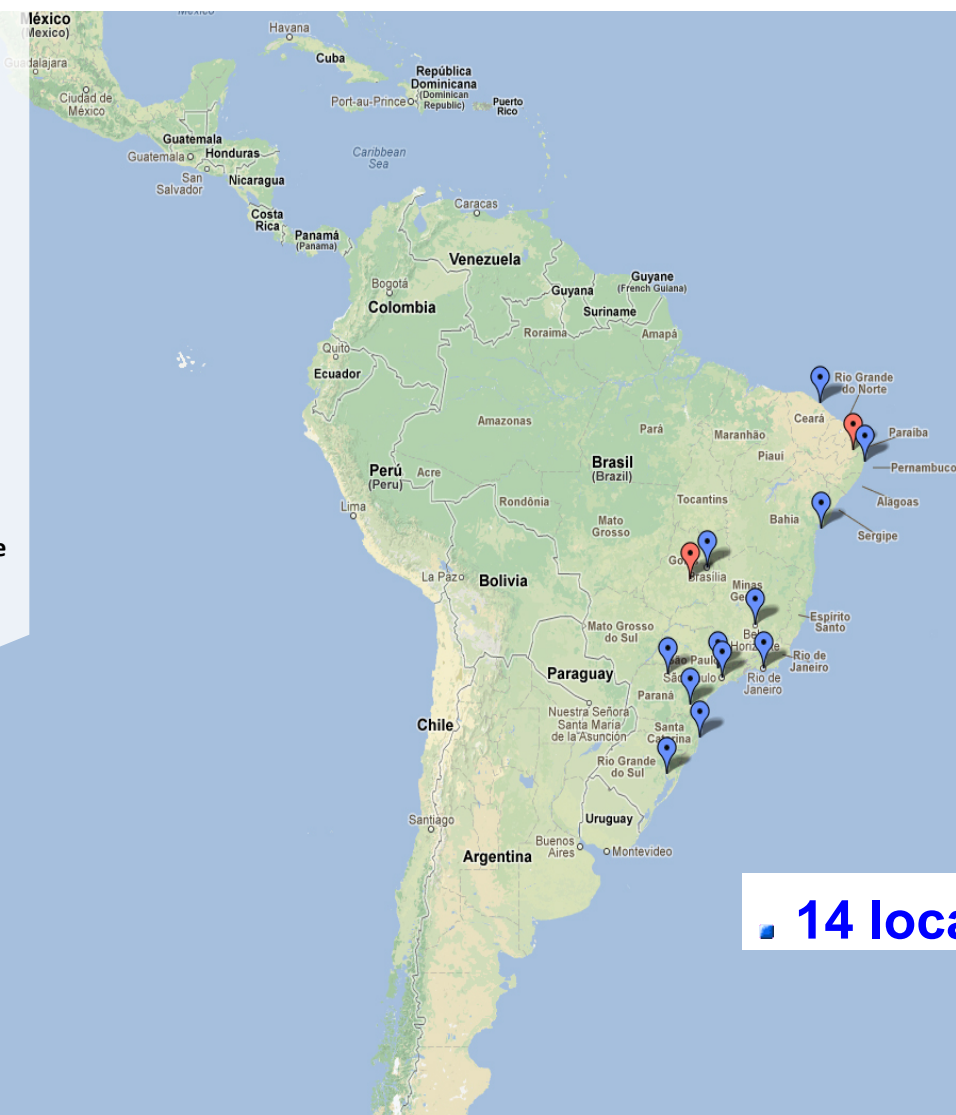 México
México
(Mexico)
Havana
Cuba
Guadalajara
Ciudad de
México
República
Dominicana
(Dominican
Republic)
Port-au-Prince
Puerto
Rico
Guatemala
Guatemala
Honduras
San
Salvador
Nicaragua
Caribbean
Sea
Costa
Rica
Panamá
(Panama)
Caracas
Venezuela
Bogotá
Colombia
Guyana
Guyane
(French Guiana)
Suriname
Roraima
Amapá
Quito
Ecuador
Rio Grande
do Norte
Ceará
Amazonas
Pará
Maranhão
Paraíba
Piauí
Perú
(Peru)
Acre
Brasil
(Brazil)
Pernambuco
Lima
Rondônia
Tocantins
Alagoas
Mato
Grosso
Bahia
Sergipe
e
La Paz
Bolivia
Brasília
Minas
Espírito
Santo
Mato Grosso
do Sul
Rio de
Janeiro
São Paulo
Rio de
Janeiro
Paraguay
Paraná
Nuestra Señora
Santa María
de la Asunción
Chile
Santa
Catarina
Rio Grande
do Sul
Santiago
Uruguay
Buenos
Aires
Montevideo
Argentina
14 loca